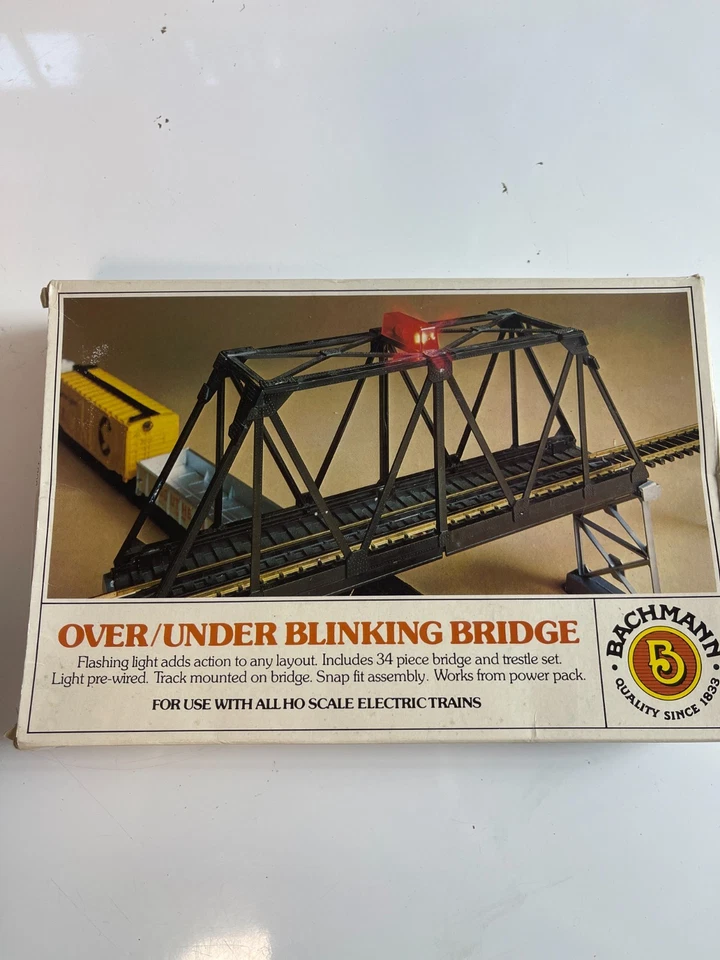 OVER/UNDER BLINKING BRIDGE
Flashing light adds action to any layout. Includes 34 piece bridge and trestle set.
Light pre-wired. Track mounted on bridge. Snap fit assembly. Works from power pack.
FOR USE WITH ALL HO SCALE ELECTRIC TRAINS
BACHMANN
B
QUALITY SINCE 1833